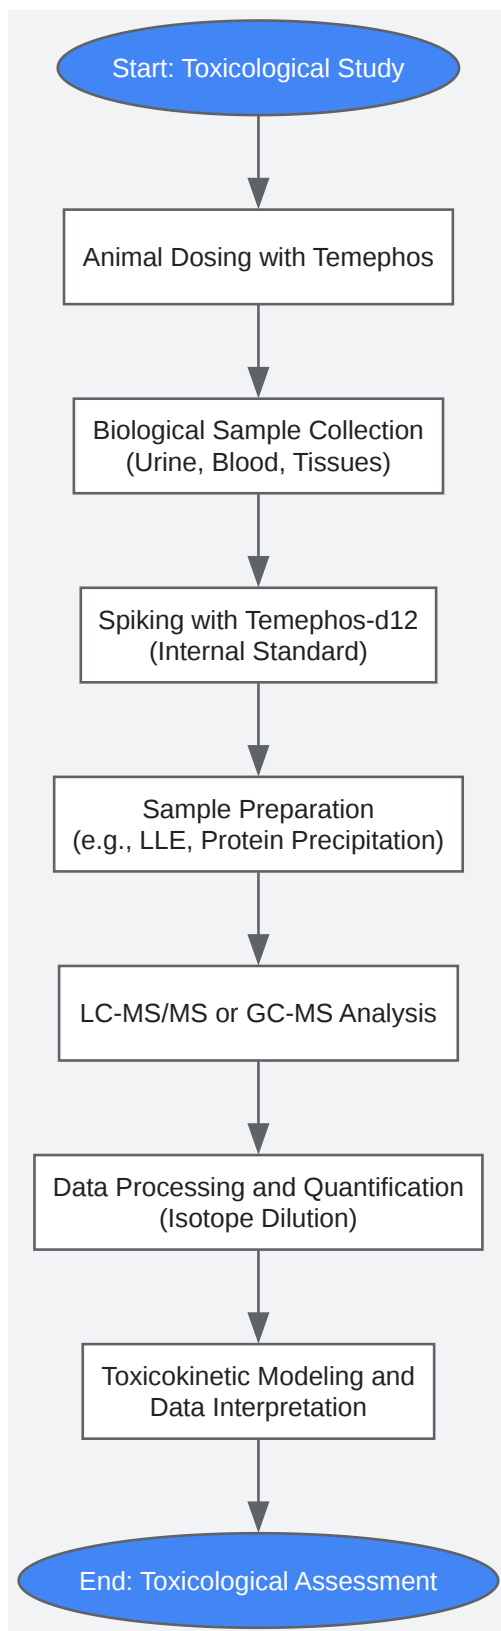 Start: Toxicological Study
Animal Dosing with Temephos
Biological Sample Collection
(Urine, Blood, Tissues)
Spiking with Temephos-d12
(Internal Standard)
Sample Preparation
(e.g., LLE, Protein Precipitation)
LC-MS/MS or GC-MS Analysis
Data Processing and Quantification
(Isotope Dilution)
Toxicokinetic Modeling and
Data Interpretation
End: Toxicological Assessment